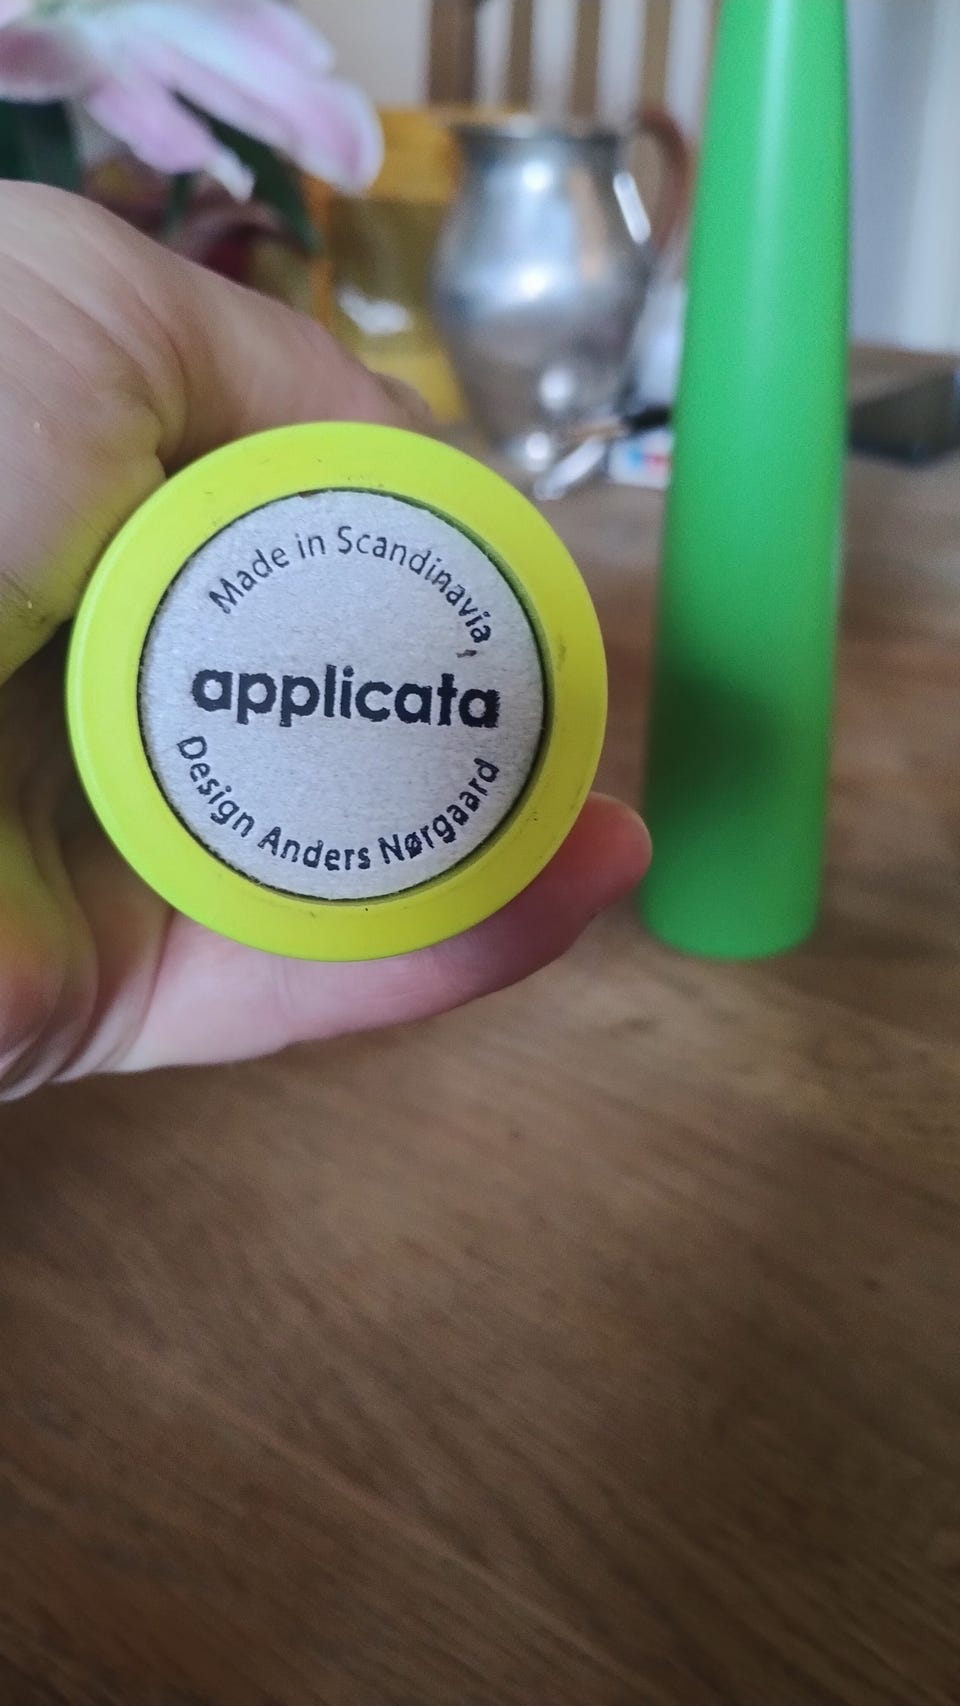 Made in Scandinavia,
applicata
Design Anders Nørgaard